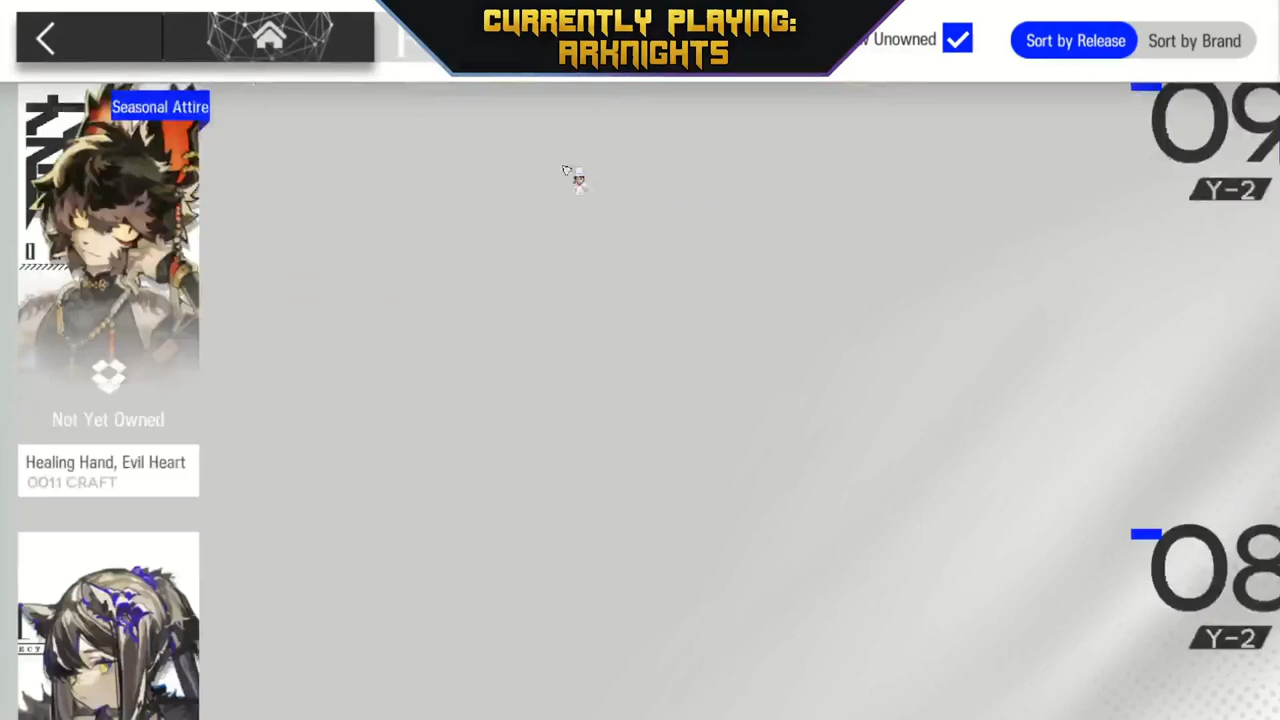 CURRENTLY PLAYING:
ARKNIGHTS
Unowned
Sort by Release
Sort by Brand
Seasonal Attire
Not Yet Owned
Healing Hand, Evil Heart
0011 CRAFT
09
Y-2
08
Y-2